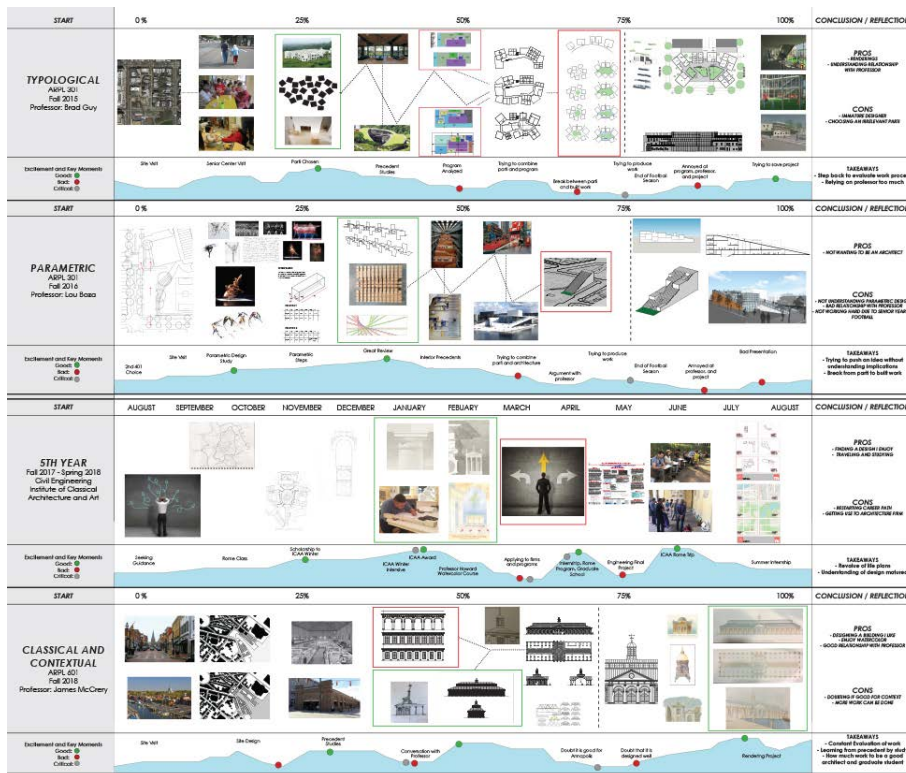 START
0 %
25%
50%
75%
100%
CONCLUSION / REFLECTION
TYPOLOGICAL
ARPL 301
Fall 2015
Professor: Brad Guy
PROS
- RENDERINGS
- UNDERSTANDING RELATIONSHIP
WITH PROFESSOR
CONS
- IMMATURE DESIGNER
- CHOOSING AN IRRELEVANT PARTI
Excitement and Key Moments
Good:
Bad:
Critical:
Site Visit
Senior Center Visit
Parti Chosen
Precedent
Studies
Program
Analyzed
Trying to combine
parti and program
Break between parti
and built work
Trying to produce
work
End of Football
Season
Annoyed at
program, professor,
and project
Trying to save project
TAKEAWAYS
- Step back to evaluate work proce
- Relying on professor too much
START
0%
25%
50%
75%
100%
CONCLUSION / REFLECTION
PARAMETRIC
ARPL 301
Fall 2016
Professor: Lou Boza
PROS
- NOT WANTING TO BE AN ARCHITECT
CONS
- NOT UNDERSTANDING PARAMETRIC DESIG
- BAD RELATIONSHIP WITH PROFESSOR
- NOT WORKING HARD DUE TO SENIOR YEAR
FOOTBALL
Excitement and Key Moments
Good:
Bad:
Critical:
2nd 401
Choice
Site Visit
Parametric Design
Study
Parametric
Steps
Great Review
Interior Precedents
Trying to combine
parti and architecture
Argument with
professor
Trying to produce
work
End of Football
Season
Annoyed at
professor, and
project
Bad Presentation
TAKEAWAYS
- Trying to push an idea without
understanding implications
- Break from parti to built work
START
AUGUST
SEPTEMBER
OCTOBER
NOVEMBER
DECEMBER
JANUARY
FEBUARY
MARCH
APRIL
MAY
JUNE
JULY
AUGUST
CONCLUSION / REFLECTION
5TH YEAR
Fall 2017 - Spring 2018
Civil Engineering
Institute of Classical
Architecture and Art
PROS
- FINDING A DESIGN I ENJOY
- TRAVELING AND STUDYING
CONS
- RESTARTING CAREER PATH
- GETTING USE TO ARCHITECTURE FIRM
Excitement and Key Moments
Good:
Bad:
Critical:
Seeking
Guidance
Rome Class
Scholarship to
ICAA Winter
ICAA Winter
Intensive
ICAA Award
Professor Howard
Watercolor Course
Applying to firms
and programs
Internship, Rome
Program, Graduate
School
Engineering Final
Project
ICAA Rome Trip
Summer Internship
TAKEAWAYS
- Revalue of life plans
- Understanding of design matured
START
0 %
25%
50%
75%
100%
CONCLUSION / REFLECTION
CLASSICAL AND
CONTEXTUAL
ARPL 601
Fall 2018
Professor: James McCrery
PROS
- DESIGNING A BUILDING I LIKE
- ENJOY WATERCOLOR
- GOOD RELATIONSHIP WITH PROFESSOR
CONS
- DOUBTING IF GOOD FOR CONTEXT
- MORE WORK CAN BE DONE
Excitement and Key Moments
Good:
Bad:
Critical:
Site Visit
Site Design
Precedent
Studies
Conversation with
Professor
Doubt it is good for
Annapolis
Doubt that it is
designed well
Rendering Project
TAKEAWAYS
- Constant Evaluation of work
- Learning from precedent by stud
- How much work to be a good
architect and graduate student